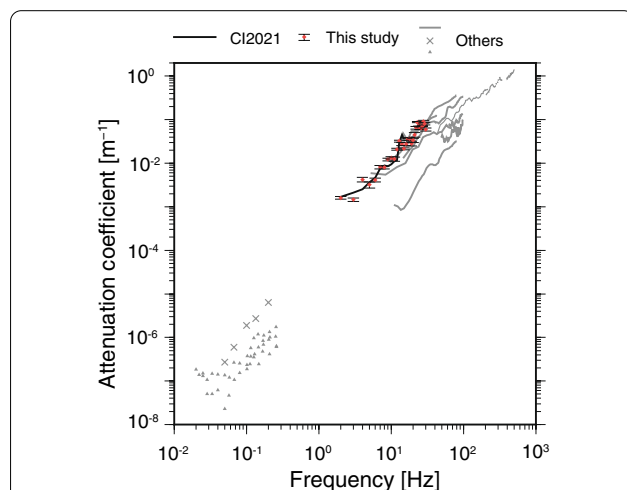 CI2021 This study Others
Attenuation coefficient [m⁻¹]
10⁰
10⁻²
10⁻⁴
10⁻⁶
10⁻⁸
10⁻² 10⁻¹ 10⁰ 10¹ 10² 10³
Frequency [Hz]